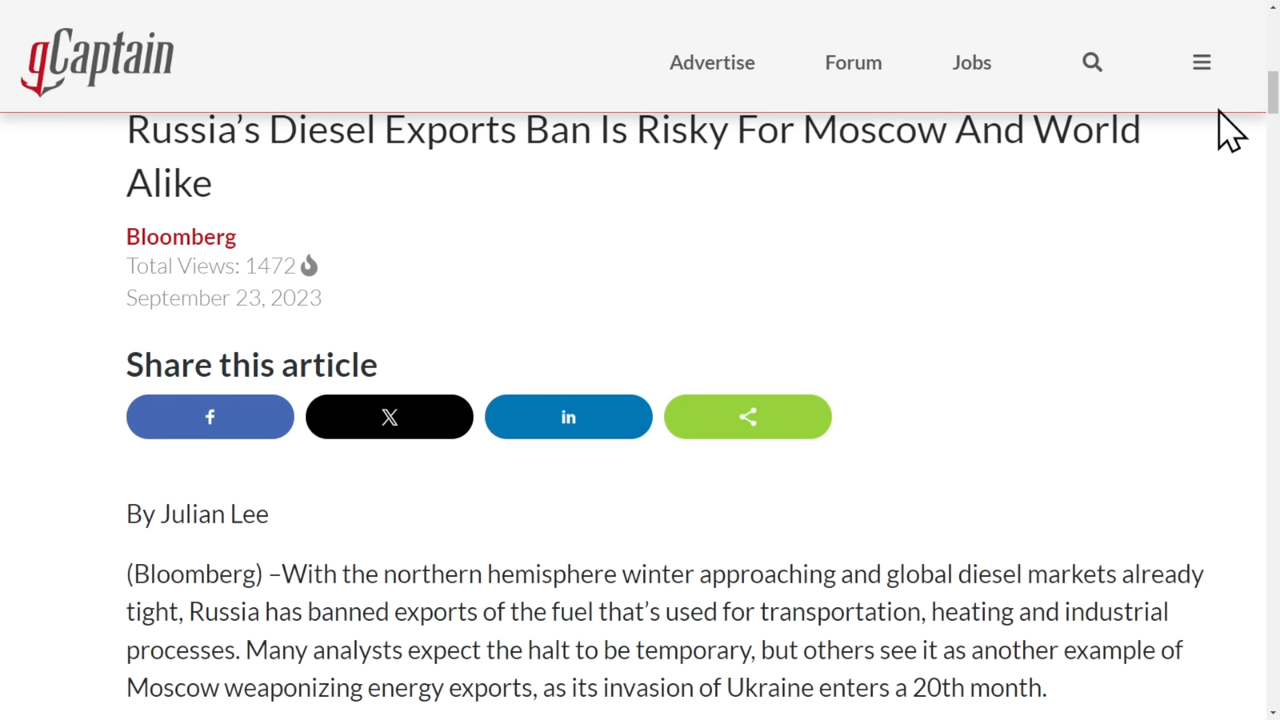 gCaptain
Advertise
Forum
Jobs
Russia’s Diesel Exports Ban Is Risky For Moscow And World
Alike
Bloomberg
Total Views: 1472
September 23, 2023
Share this article
f
X
in
By Julian Lee
(Bloomberg) –With the northern hemisphere winter approaching and global diesel markets already
tight, Russia has banned exports of the fuel that’s used for transportation, heating and industrial
processes. Many analysts expect the halt to be temporary, but others see it as another example of
Moscow weaponizing energy exports, as its invasion of Ukraine enters a 20th month.